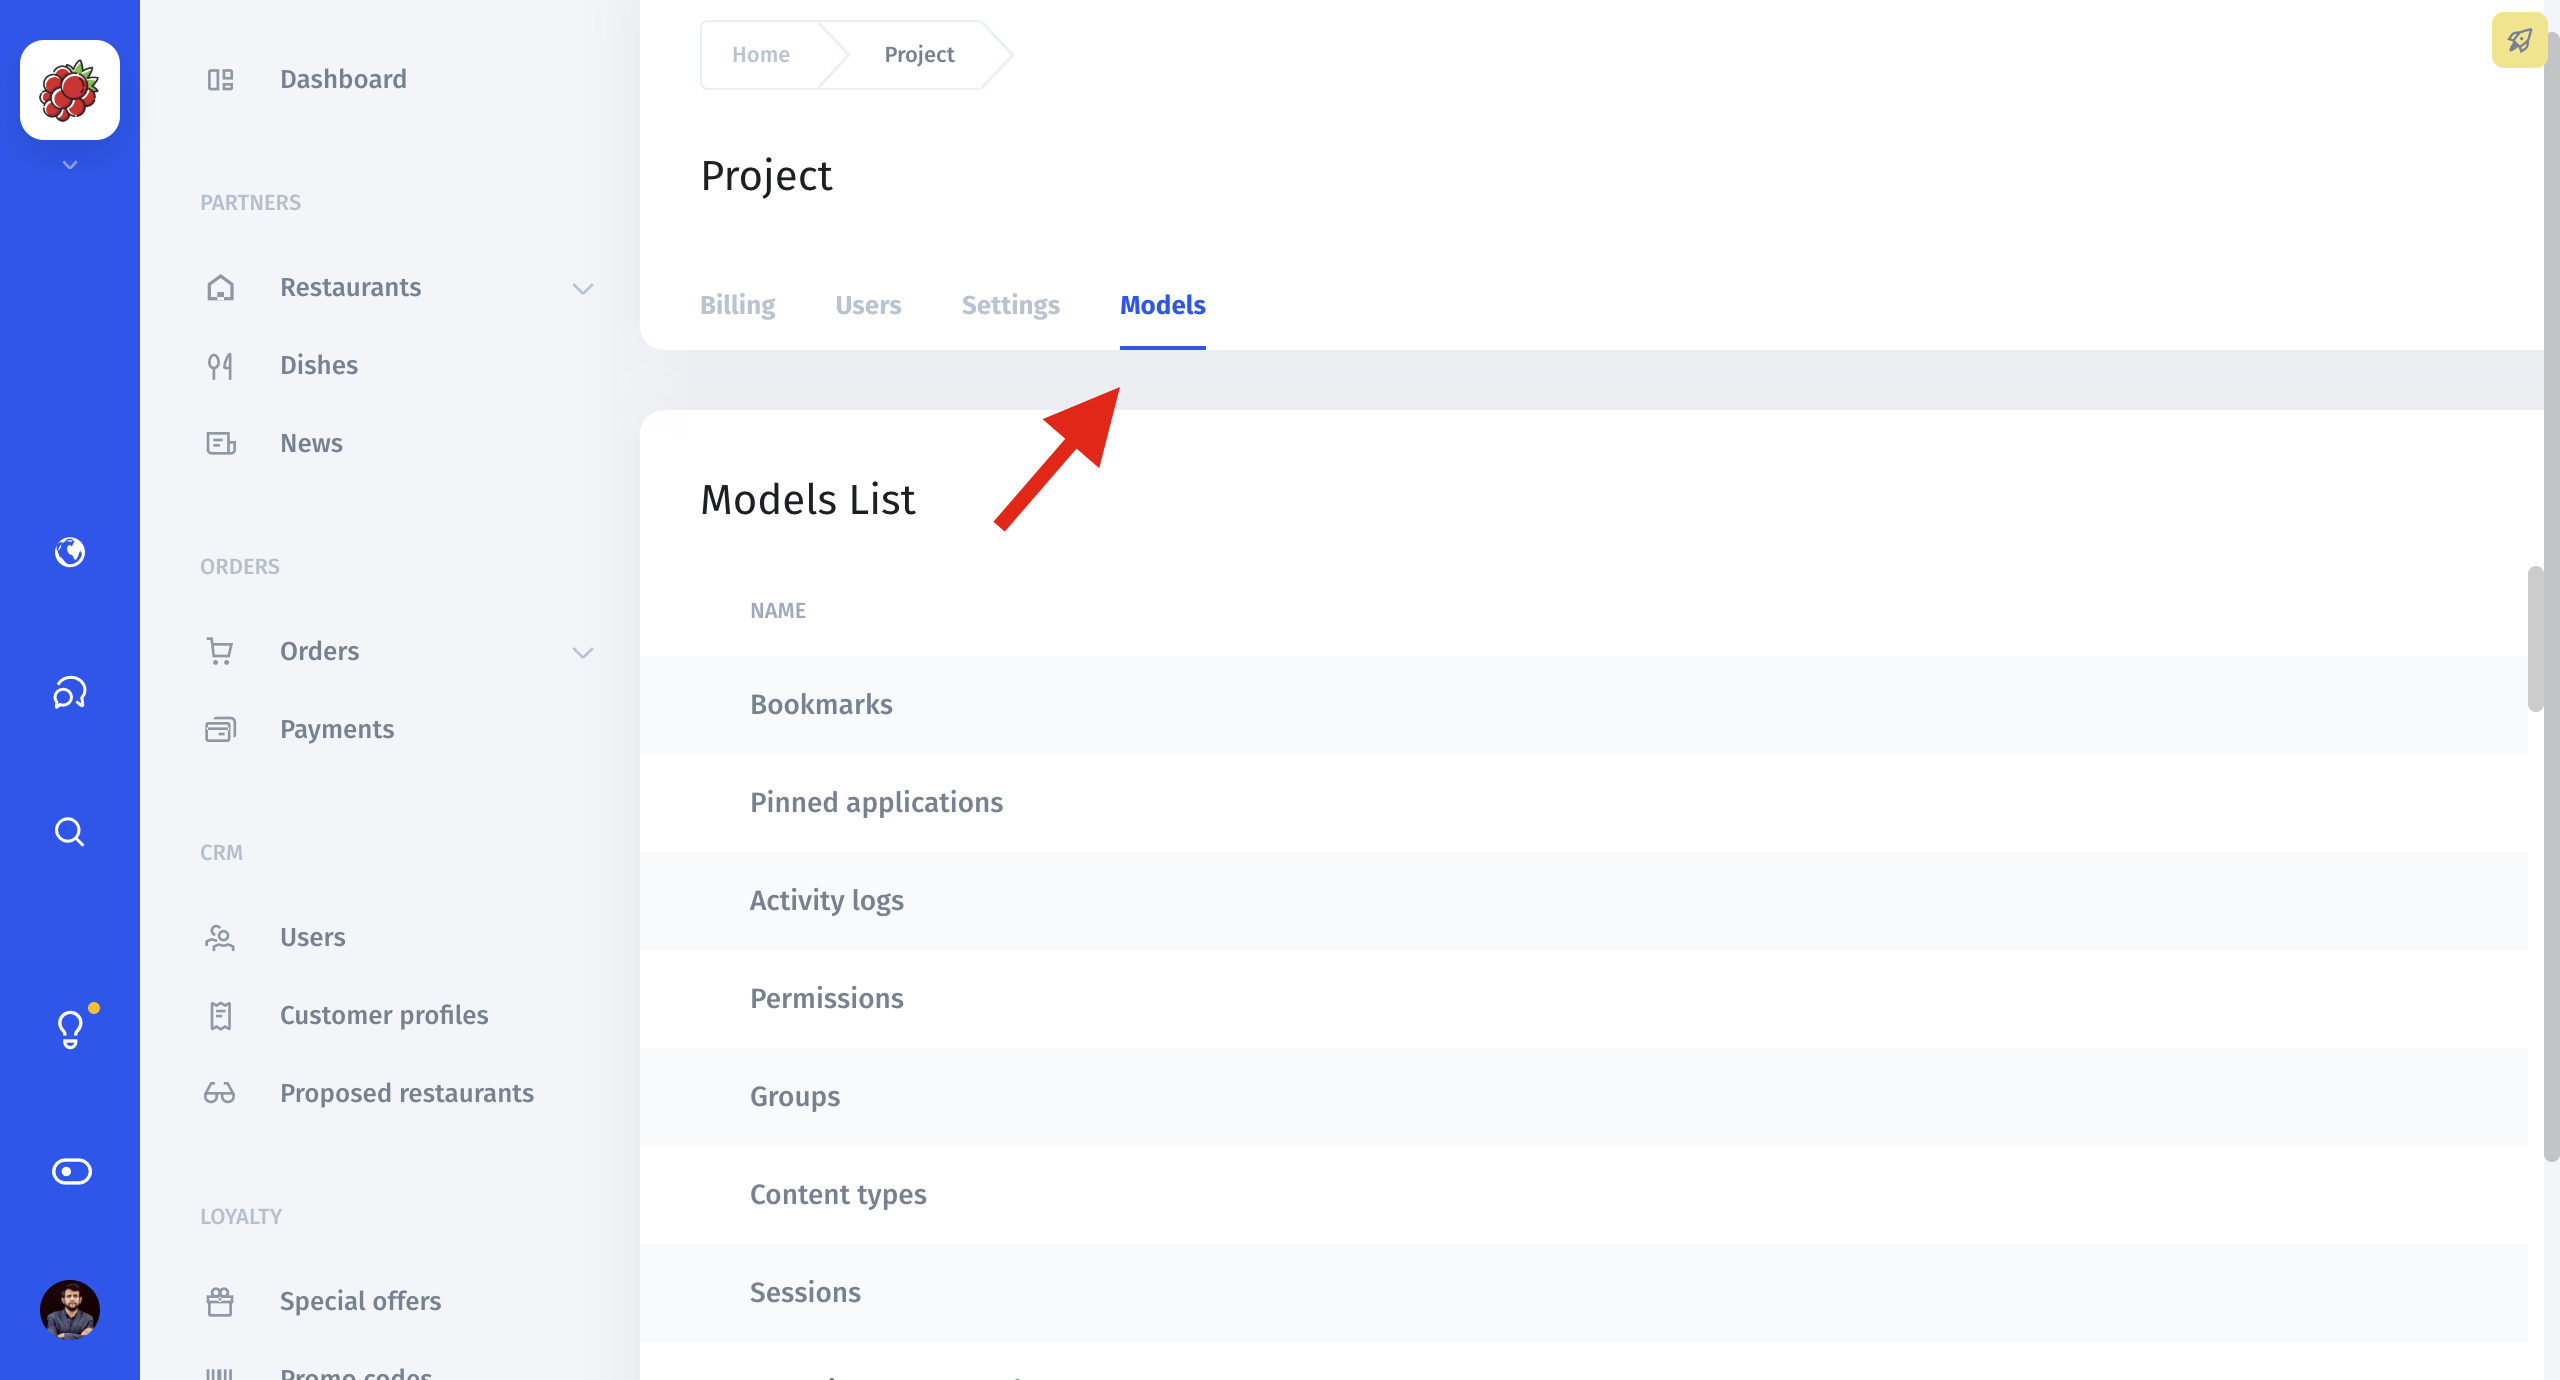 Dashboard
PARTNERS
Restaurants
Dishes
News
ORDERS
Orders
Payments
CRM
Users
Customer profiles
Proposed restaurants
LOYALTY
Special offers
Promo codes
Home
Project
Project
Billing
Users
Settings
Models
Models List
NAME
Bookmarks
Pinned applications
Activity logs
Permissions
Groups
Content types
Sessions